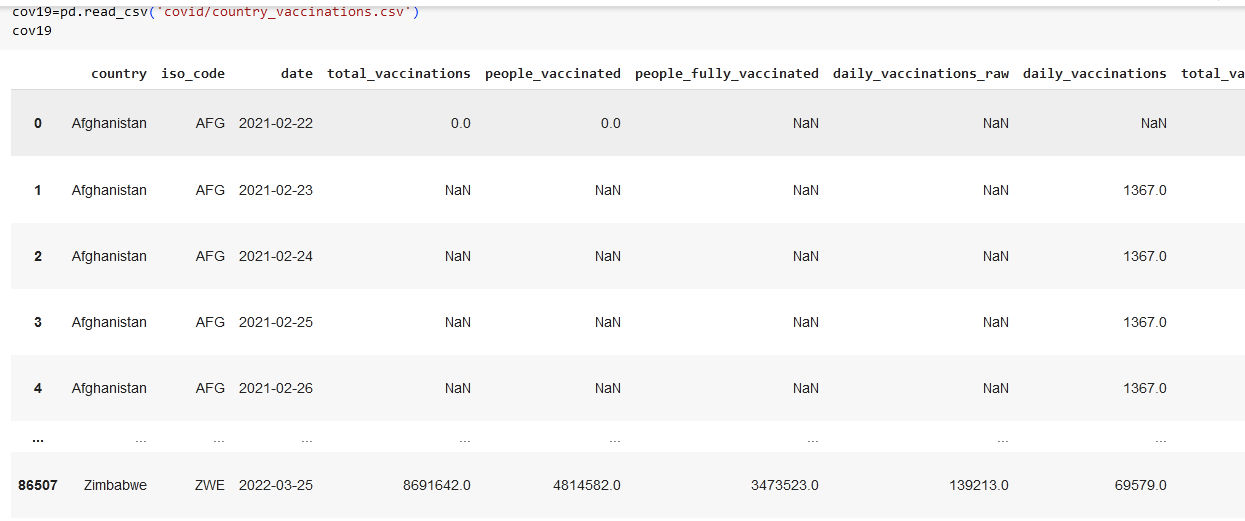 cov19=pd.read_csv('covid/country_vaccinations.csv')
cov19
country iso_code date total_vaccinations people_vaccinated people_fully_vaccinated daily_vaccinations_raw daily_vaccinations total_va
0 Afghanistan AFG 2021-02-22 0.0 0.0 NaN NaN NaN
1 Afghanistan AFG 2021-02-23 NaN NaN NaN NaN 1367.0
2 Afghanistan AFG 2021-02-24 NaN NaN NaN NaN 1367.0
3 Afghanistan AFG 2021-02-25 NaN NaN NaN NaN 1367.0
4 Afghanistan AFG 2021-02-26 NaN NaN NaN NaN 1367.0
... ... ... ... ... ... ... ... ...
86507 Zimbabwe ZWE 2022-03-25 8691642.0 4814582.0 3473523.0 139213.0 69579.0